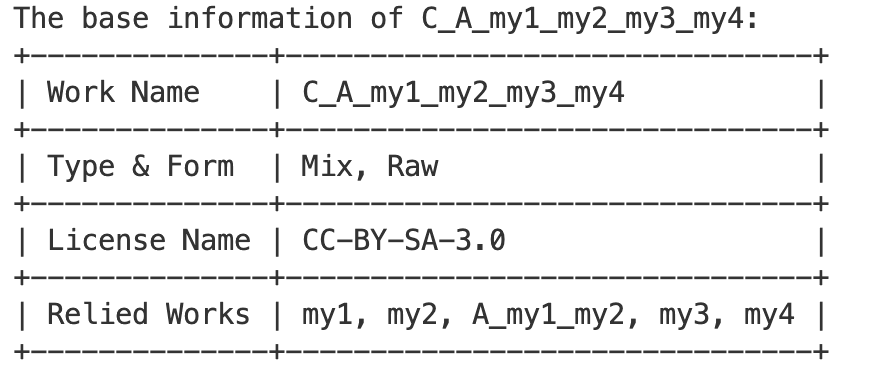 The base information of C_A_my1_my2_my3_my4:
+--------------+-------------------------------+
| Work Name    | C_A_my1_my2_my3_my4           |
+--------------+-------------------------------+
| Type & Form  | Mix, Raw                      |
+--------------+-------------------------------+
| License Name | CC-BY-SA-3.0                  |
+--------------+-------------------------------+
| Relied Works | my1, my2, A_my1_my2, my3, my4 |
+--------------+-------------------------------+